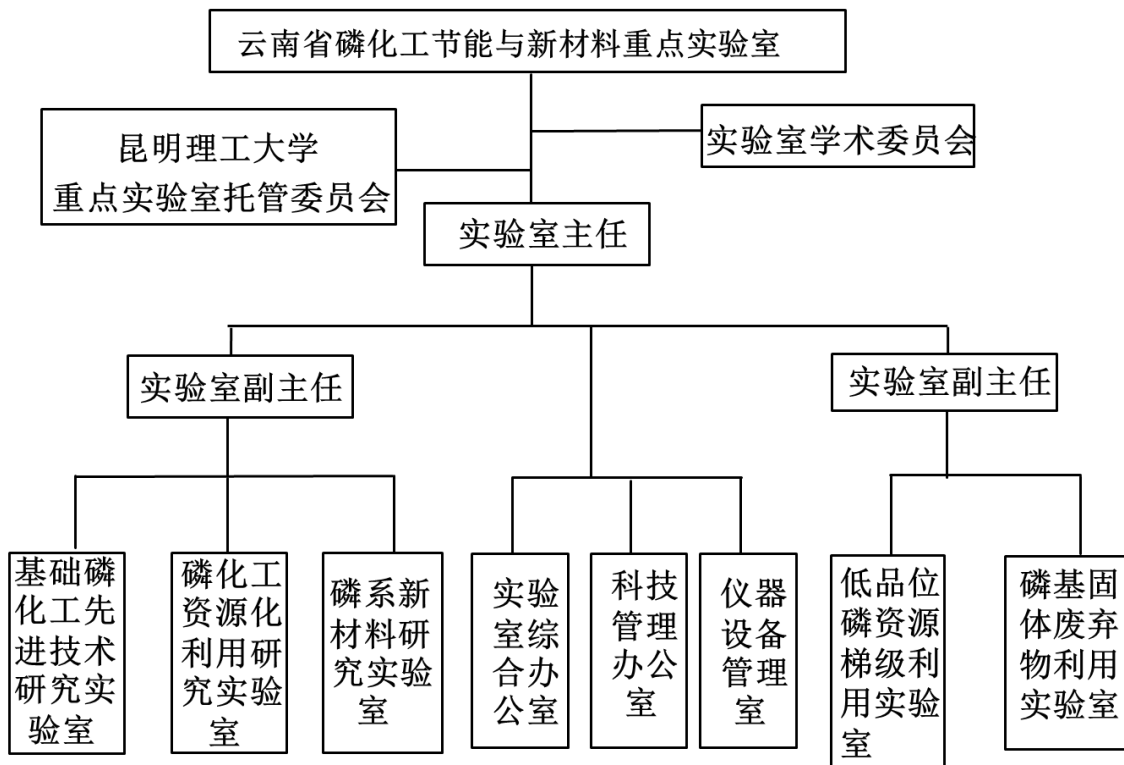 云南省磷化工节能与新材料重点实验室
昆明理工大学
重点实验室托管委员会
实验室学术委员会
实验室主任
实验室副主任
实验室副主任
基础磷
化工先
进技术
研究实
验室
磷化工
资源化
利用研
究实验
室
磷系新
材料研
究实验
室
实验
室综
合办
公室
科技
管理
办公
室
仪器
设备
管理
室
低品位
磷资源
梯级利
用实验
室
磷基固
体废弃
物利用
实验室